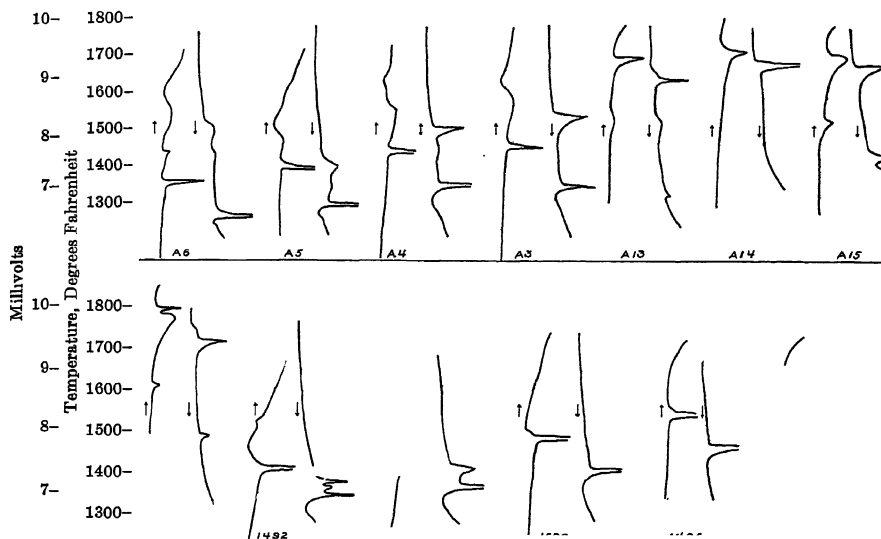 Millivolts
Temperature, Degrees Fahrenheit
10–
9–
8–
7–
1800–
1700–
1600–
1500–
1400–
1300–
A6
A5
A4
A3
A13
A14
A15
10–
9–
8–
7–
1800–
1700–
1600–
1500–
1400–
1300–
1492